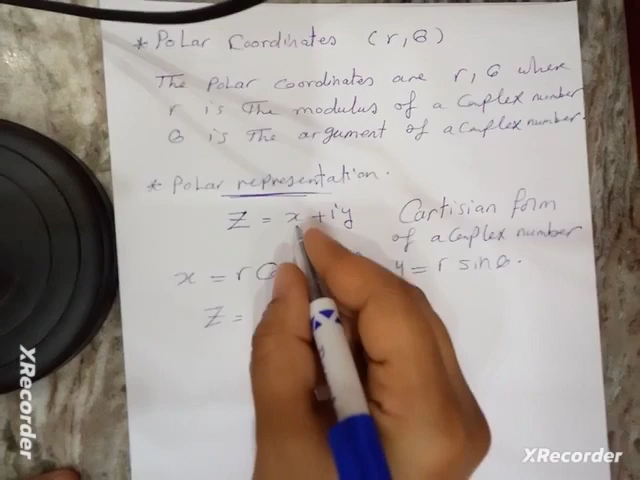 * Polar Coordinates (r, θ)
The Polar coordinates are r, θ where
r is The modulus of a Complex number
θ is The argument of a Complex number.
* Polar representation.
Z = x + iy Cartisian form
of a Complex number
x = r Co y = r sin θ.
Z =
XRecorder
XRecorder